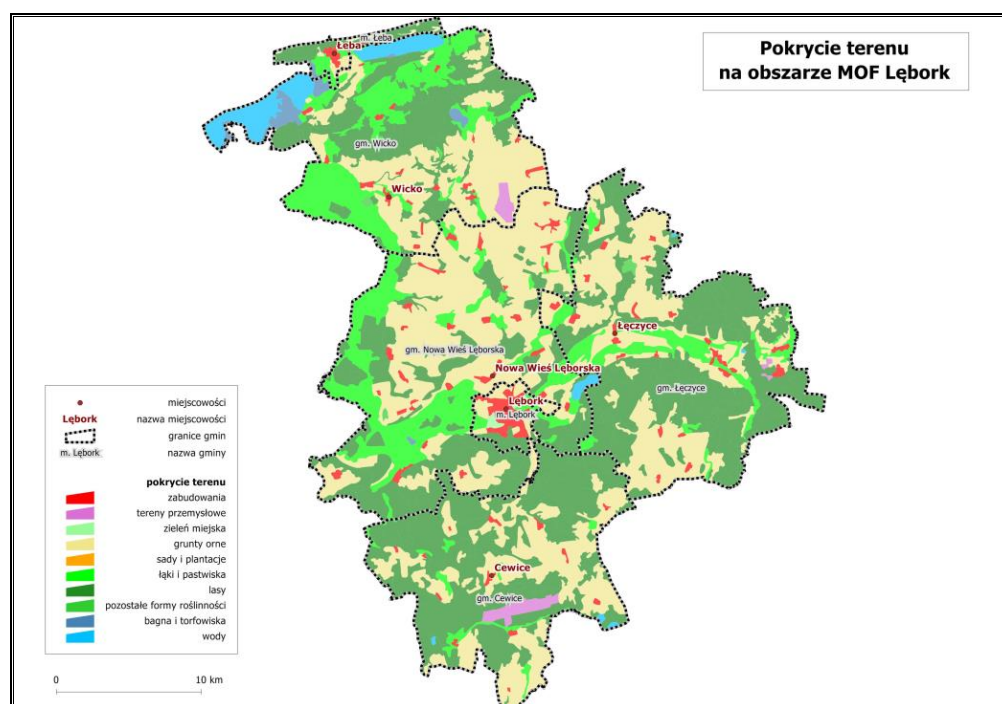 Pokrycie terenu
na obszarze MOF Lębork
m. Łeba
Łeba
gm. Wicko
Wicko
Łęczyce
gm. Nowa Wieś Lęborska
Nowa Wieś Lęborska
gm. Łęczyce
Lębork
m. Lębork
Cewice
gm. Cewice
miejscowości
Lębork nazwa miejscowości
granice gmin
m. Lębork nazwa gminy
pokrycie terenu
zabudowania
tereny przemysłowe
zieleń miejska
grunty orne
sady i plantacje
łąki i pastwiska
lasy
pozostałe formy roślinności
bagna i torfowiska
wody
0 10 km